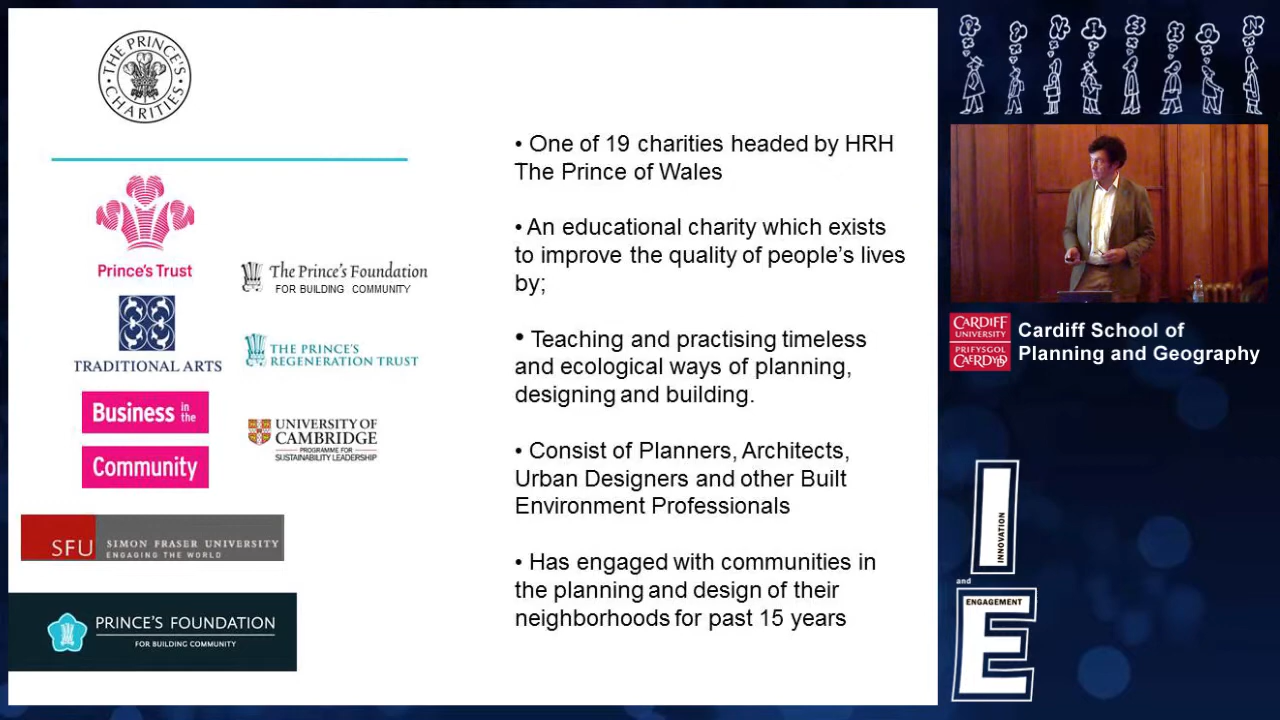 THE PRINCE'S CHARITIES
Prince's Trust
The Prince's Foundation
FOR BUILDING COMMUNITY
TRADITIONAL ARTS
THE PRINCE'S
REGENERATION TRUST
Business in the
Community
UNIVERSITY OF
CAMBRIDGE
PROGRAMME FOR
SUSTAINABILITY LEADERSHIP
SFU
SIMON FRASER UNIVERSITY
ENGAGING THE WORLD
PRINCE'S FOUNDATION
FOR BUILDING COMMUNITY
• One of 19 charities headed by HRH
The Prince of Wales
• An educational charity which exists
to improve the quality of people's lives
by;
• Teaching and practising timeless
and ecological ways of planning,
designing and building.
• Consist of Planners, Architects,
Urban Designers and other Built
Environment Professionals
• Has engaged with communities in
the planning and design of their
neighborhoods for past 15 years
CARDIFF
UNIVERSITY
PRIFYSGOL
CAERDYDD
Cardiff School of
Planning and Geography
I
INNOVATION
and
ENGAGEMENT
E